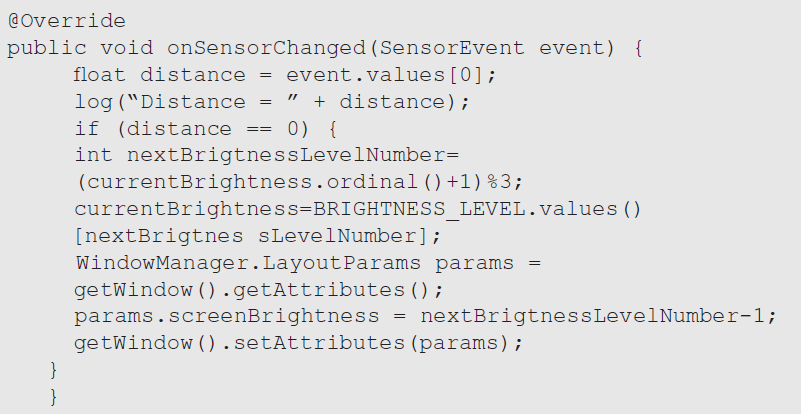 @Override
public void onSensorChanged(SensorEvent event) {
float distance = event.values[0];
log(“Distance = ” + distance);
if (distance == 0) {
int nextBrigtnessLevelNumber=
(currentBrightness.ordinal()+1)%3;
currentBrightness=BRIGHTNESS_LEVEL.values()
[nextBrigtnes sLevelNumber];
WindowManager.LayoutParams params =
getWindow().getAttributes();
params.screenBrightness = nextBrigtnessLevelNumber-1;
getWindow().setAttributes(params);
}
}